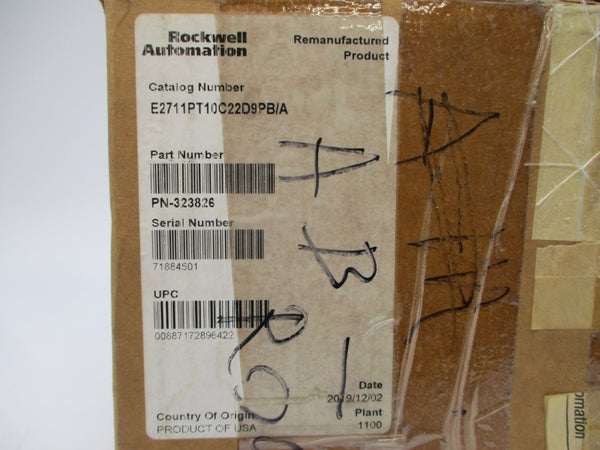 Rockwell
Automation
Remanufactured
Product
Catalog Number
E2711PT10C22D9PB/A
Part Number
PN-323826
Serial Number
71884501
UPC
00887172896422
Date
2019/12/02
Country Of Origin
PRODUCT OF USA
Plant
1100
A
B
omation